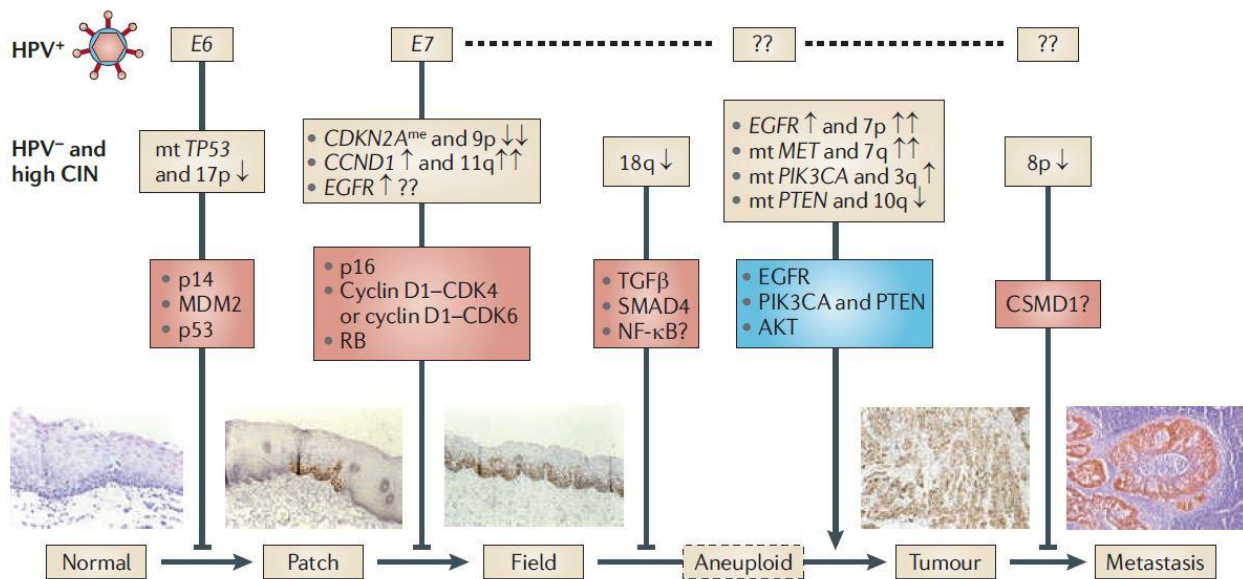 HPV⁺
E6
E7
??
??
HPV⁻ and
high CIN
mt TP53
and 17p ↓
• CDKN2Aᵐᵉ and 9p ↓↓
• CCND1 ↑ and 11q ↑↑
• EGFR ↑ ??
18q ↓
• EGFR ↑ and 7p ↑↑
• mt MET and 7q ↑↑
• mt PIK3CA and 3q ↑
• mt PTEN and 10q ↓
8p ↓
• p14
• MDM2
• p53
• p16
• Cyclin D1–CDK4
or cyclin D1–CDK6
• RB
• TGFβ
• SMAD4
• NF-κB?
• EGFR
• PIK3CA and PTEN
• AKT
CSMD1?
Normal
Patch
Field
Aneuploid
Tumour
Metastasis